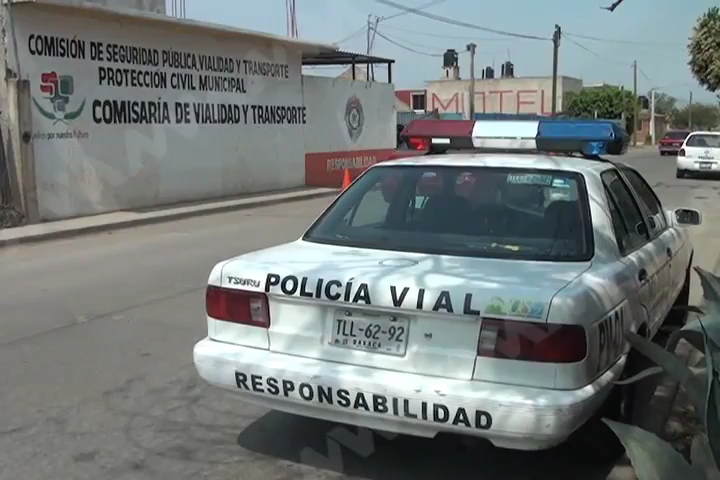 COMISIÓN DE SEGURIDAD PÚBLICA, VIALIDAD Y TRANSPORTE
PROTECCIÓN CIVIL MUNICIPAL
COMISARÍA DE VIALIDAD Y TRANSPORTE
RESPONSABILIDAD
MOTEL
TSURU
POLICÍA VIAL
TLL-62-92
OAXACA
RESPONSABILIDAD